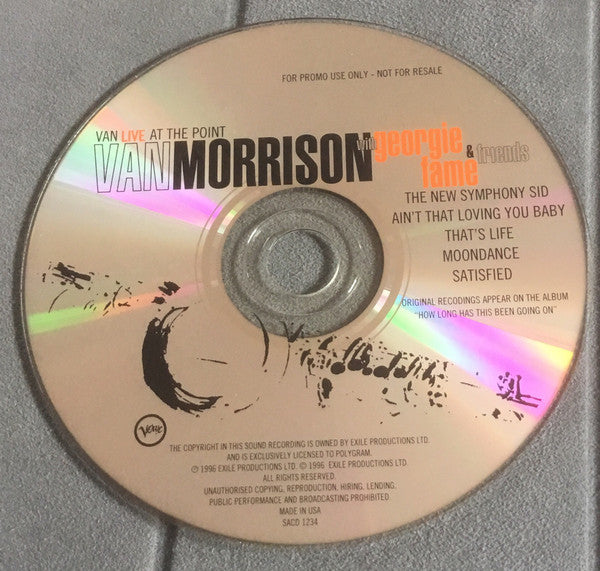 FOR PROMO USE ONLY - NOT FOR RESALE
VAN LIVE AT THE POINT
VAN MORRISON with georgie fame & friends
THE NEW SYMPHONY SID
AIN'T THAT LOVING YOU BABY
THAT'S LIFE
MOONDANCE
SATISFIED
ORIGINAL RECODINGS APPEAR ON THE ALBUM
"HOW LONG HAS THIS BEEN GOING ON"
Verve
THE COPYRIGHT IN THIS SOUND RECORDING IS OWNED BY EXILE PRODUCTIONS LTD.
AND IS EXCLUSIVELY LICENSED TO POLYGRAM.
℗ 1996 EXILE PRODUCTIONS LTD. © 1996 EXILE PRODUCTIONS LTD.
ALL RIGHTS RESERVED.
UNAUTHORISED COPYING, REPRODUCTION, HIRING, LENDING,
PUBLIC PERFORMANCE AND BROADCASTING PROHIBITED.
MADE IN USA
SACD 1234